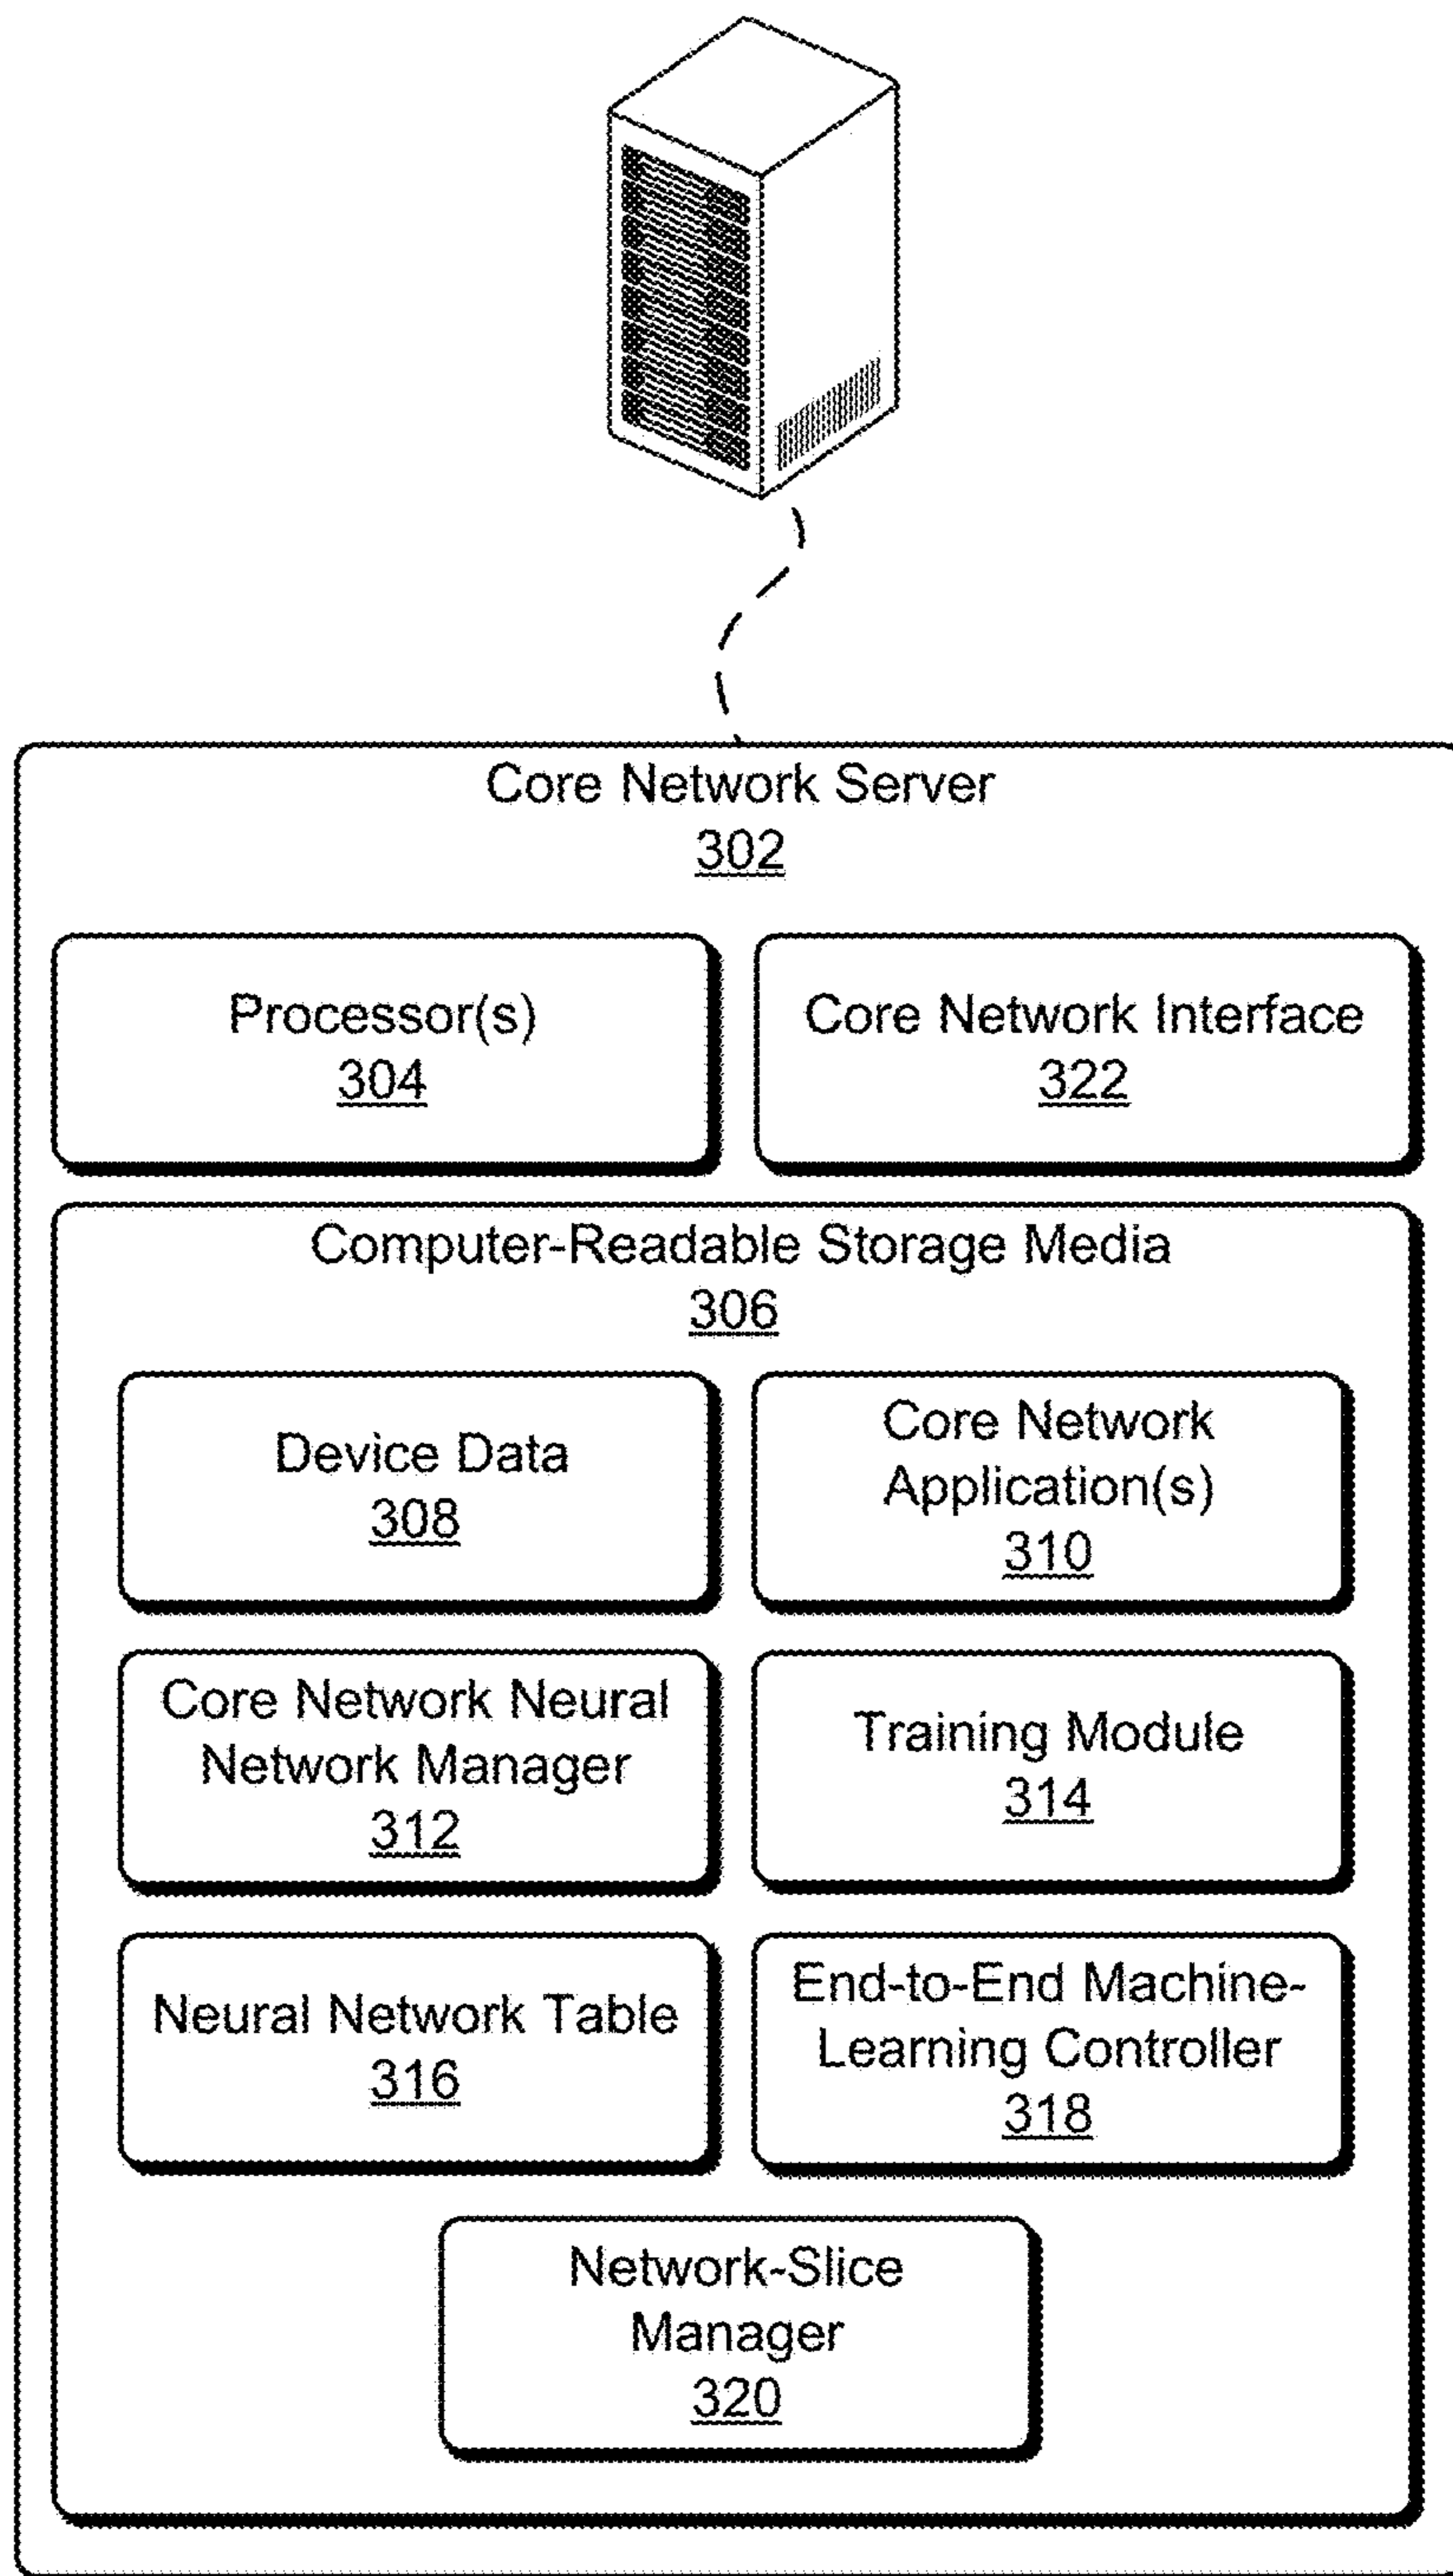 Core Network Server
302
Processor(s)
304
Core Network Interface
322
Computer-Readable Storage Media
306
Device Data
308
Core Network
Application(s)
310
Core Network Neural
Network Manager
312
Training Module
314
Neural Network Table
316
End-to-End Machine-
Learning Controller
318
Network-Slice
Manager
320